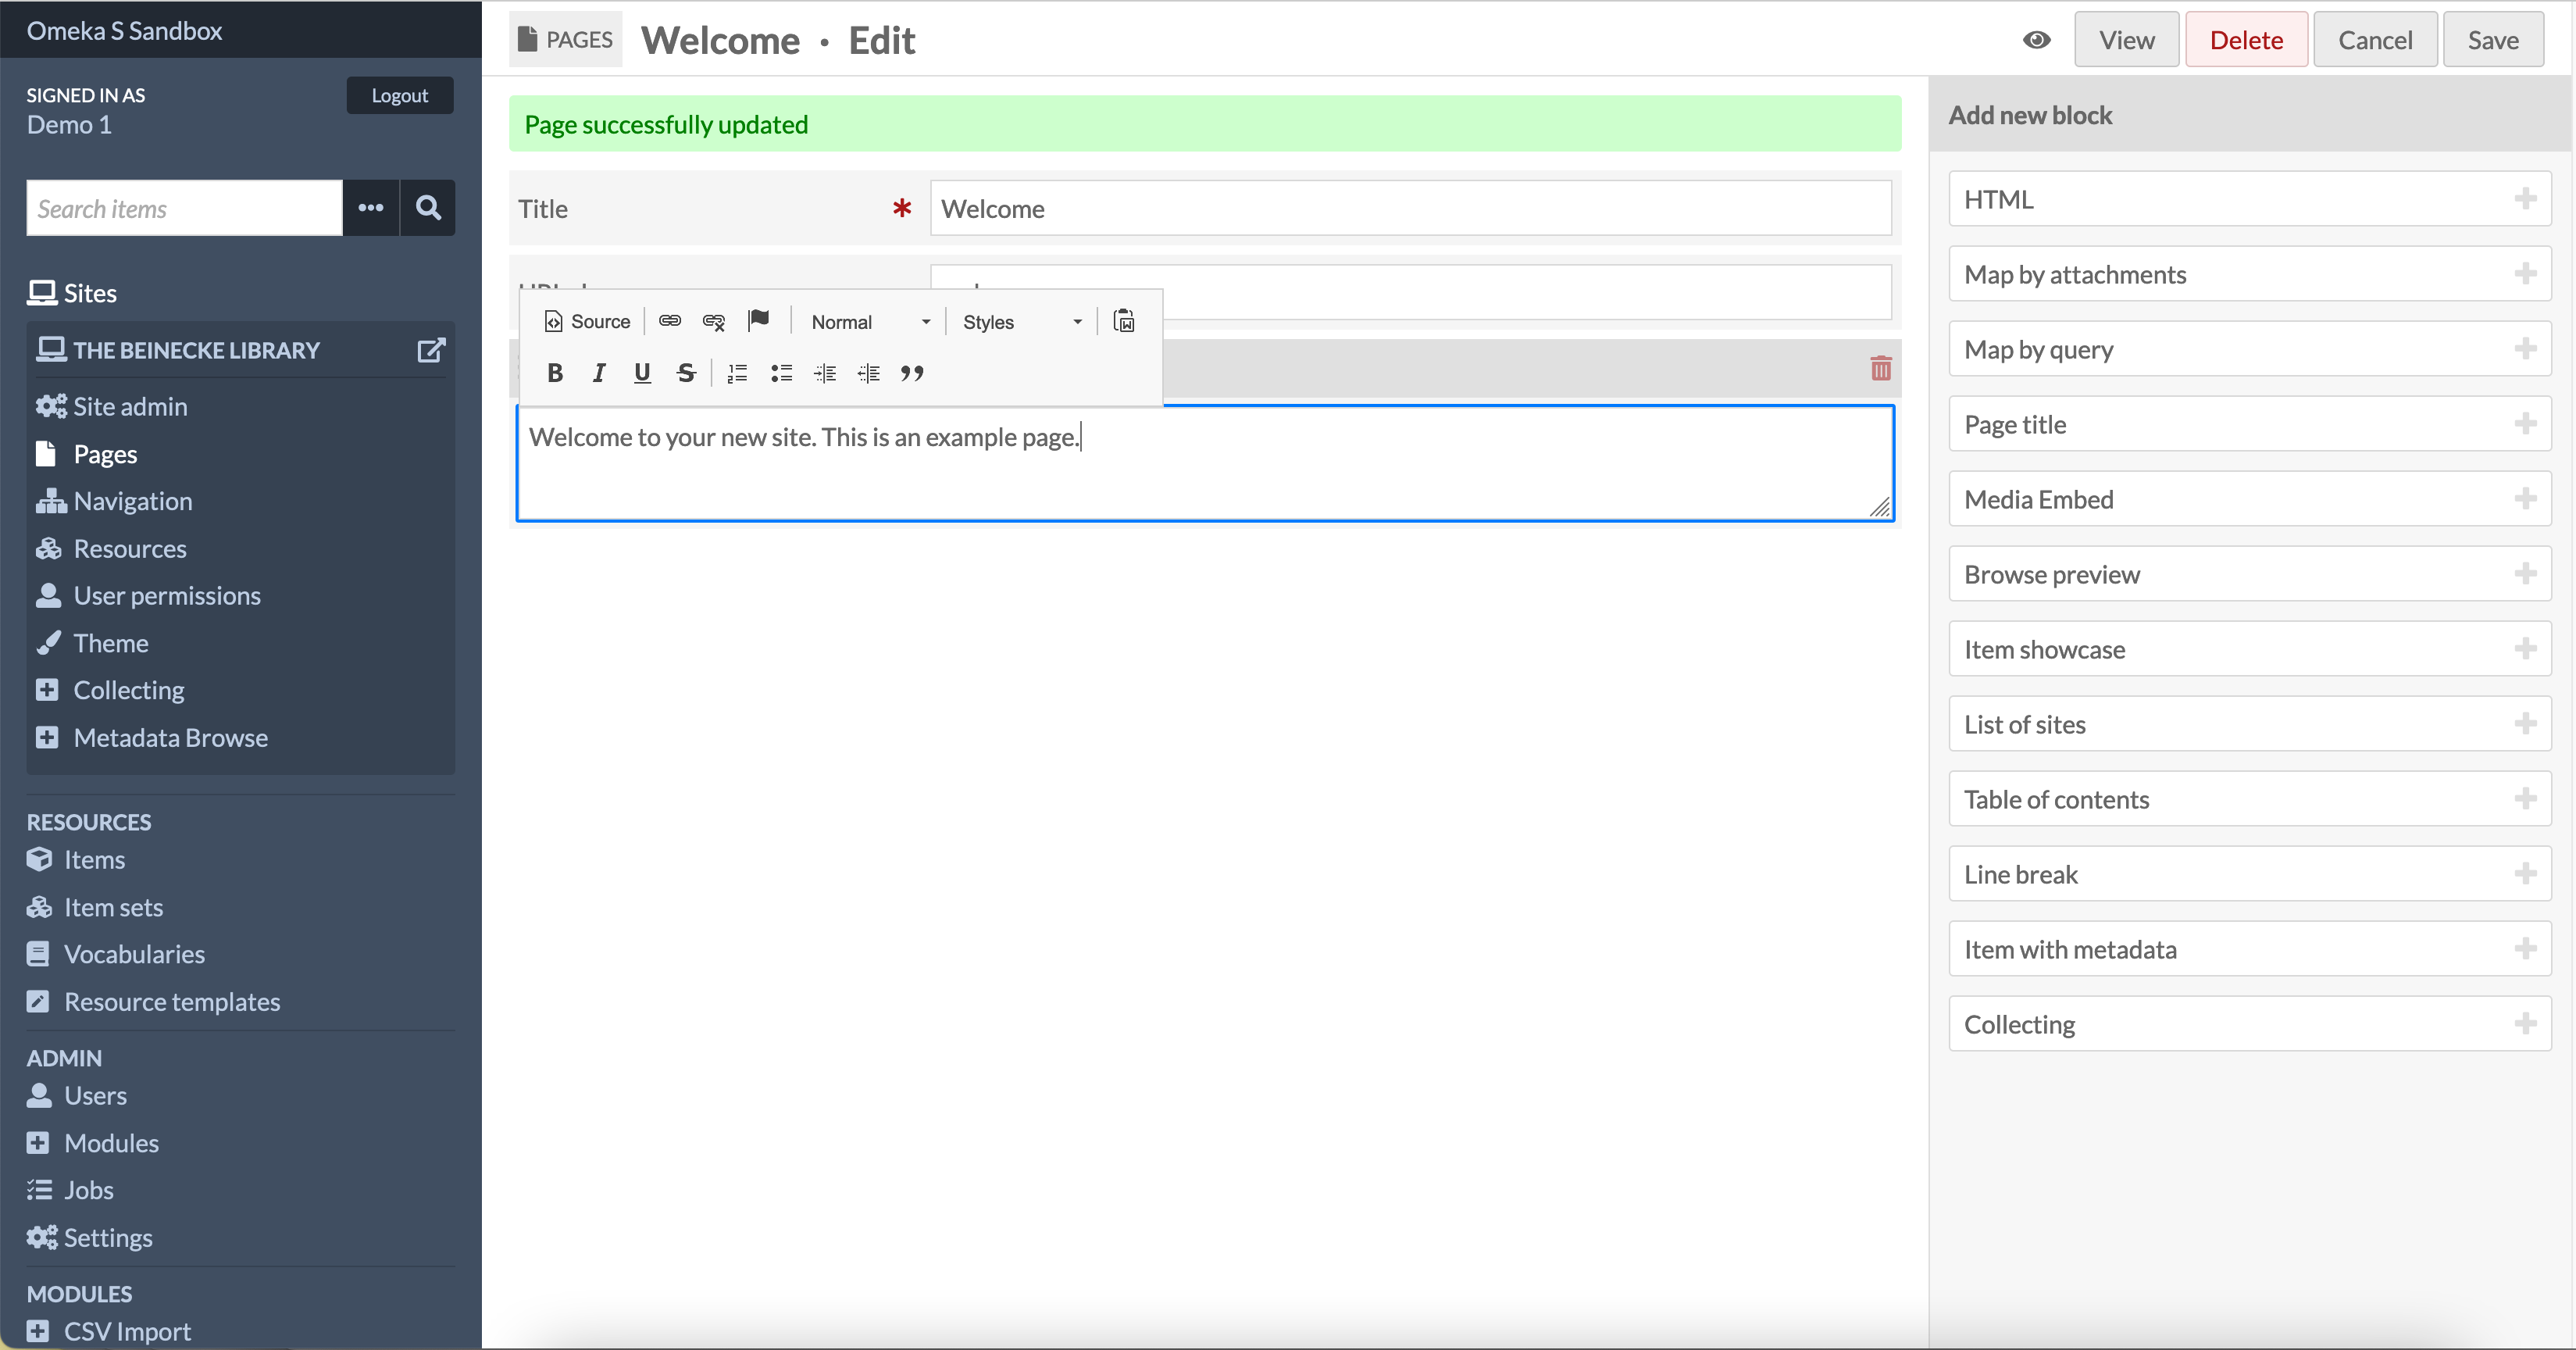 Omeka S Sandbox
SIGNED IN AS
Demo 1
Logout
Search items
Sites
THE BEINECKE LIBRARY
Site admin
Pages
Navigation
Resources
User permissions
Theme
Collecting
Metadata Browse
RESOURCES
Items
Item sets
Vocabularies
Resource templates
ADMIN
Users
Modules
Jobs
Settings
MODULES
CSV Import
PAGES Welcome · Edit
View Delete Cancel Save
Page successfully updated
Title * Welcome
Source Normal Styles
B I U S
Welcome to your new site. This is an example page.
Add new block
HTML
Map by attachments
Map by query
Page title
Media Embed
Browse preview
Item showcase
List of sites
Table of contents
Line break
Item with metadata
Collecting